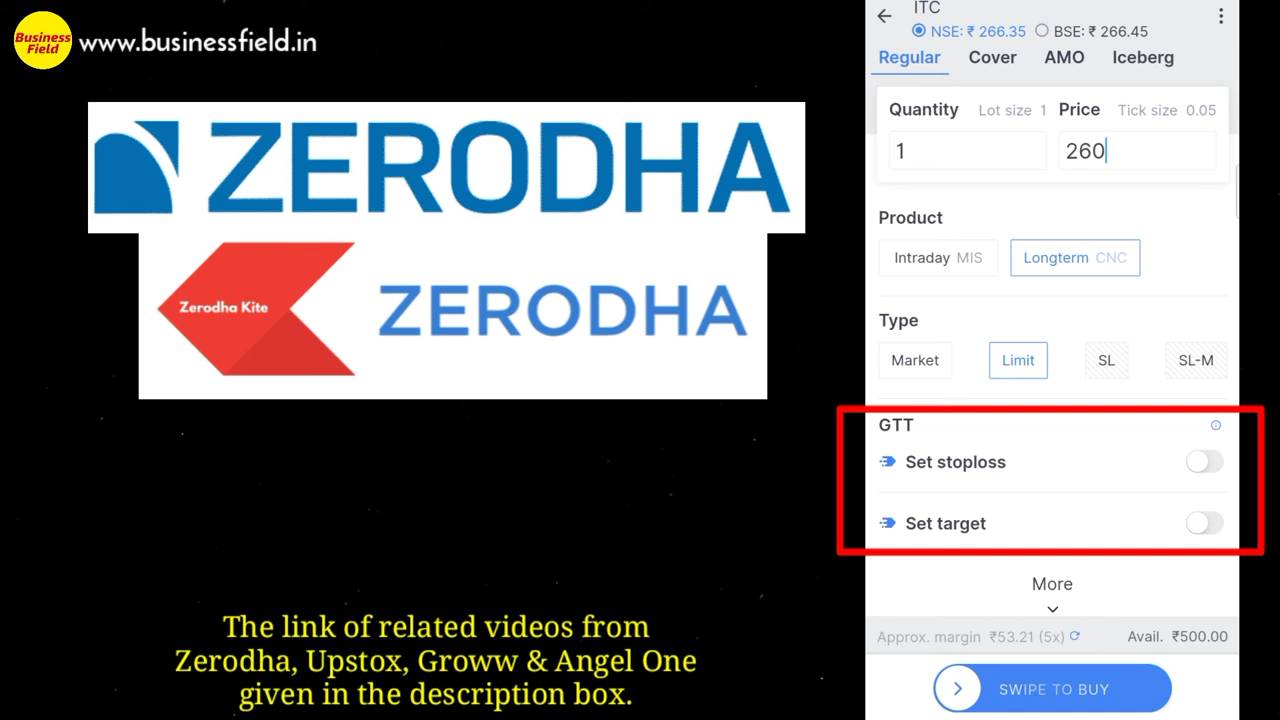 Business
Field
www.businessfield.in
ZERODHA
Zerodha Kite
ZERODHA
The link of related videos from
Zerodha, Upstox, Groww & Angel One
given in the description box.
ITC
NSE: ₹ 266.35 BSE: ₹ 266.45
Regular Cover AMO Iceberg
Quantity Lot size 1 Price Tick size 0.05
1 260
Product
Intraday MIS Longterm CNC
Type
Market Limit SL SL-M
GTT
Set stoploss
Set target
More
Approx. margin ₹53.21 (5x) Avail. ₹500.00
SWIPE TO BUY